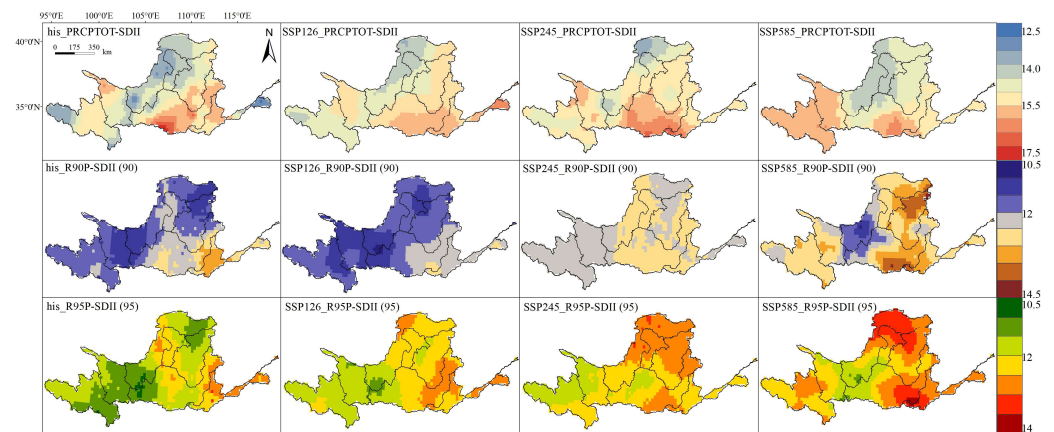 95°0'E 100°0'E 105°0'E 110°0'E 115°0'E
40°0'N
35°0'N
his_PRCPTOT-SDII
0 175 350
km
N
SSP126_PRCPTOT-SDII
SSP245_PRCPTOT-SDII
SSP585_PRCPTOT-SDII
12.5
14.0
15.5
17.5
his_R90P-SDII (90)
SSP126_R90P-SDII (90)
SSP245_R90P-SDII (90)
SSP585_R90P-SDII (90)
10.5
12
14.5
his_R95P-SDII (95)
SSP126_R95P-SDII (95)
SSP245_R95P-SDII (95)
SSP585_R95P-SDII (95)
10.5
12
14